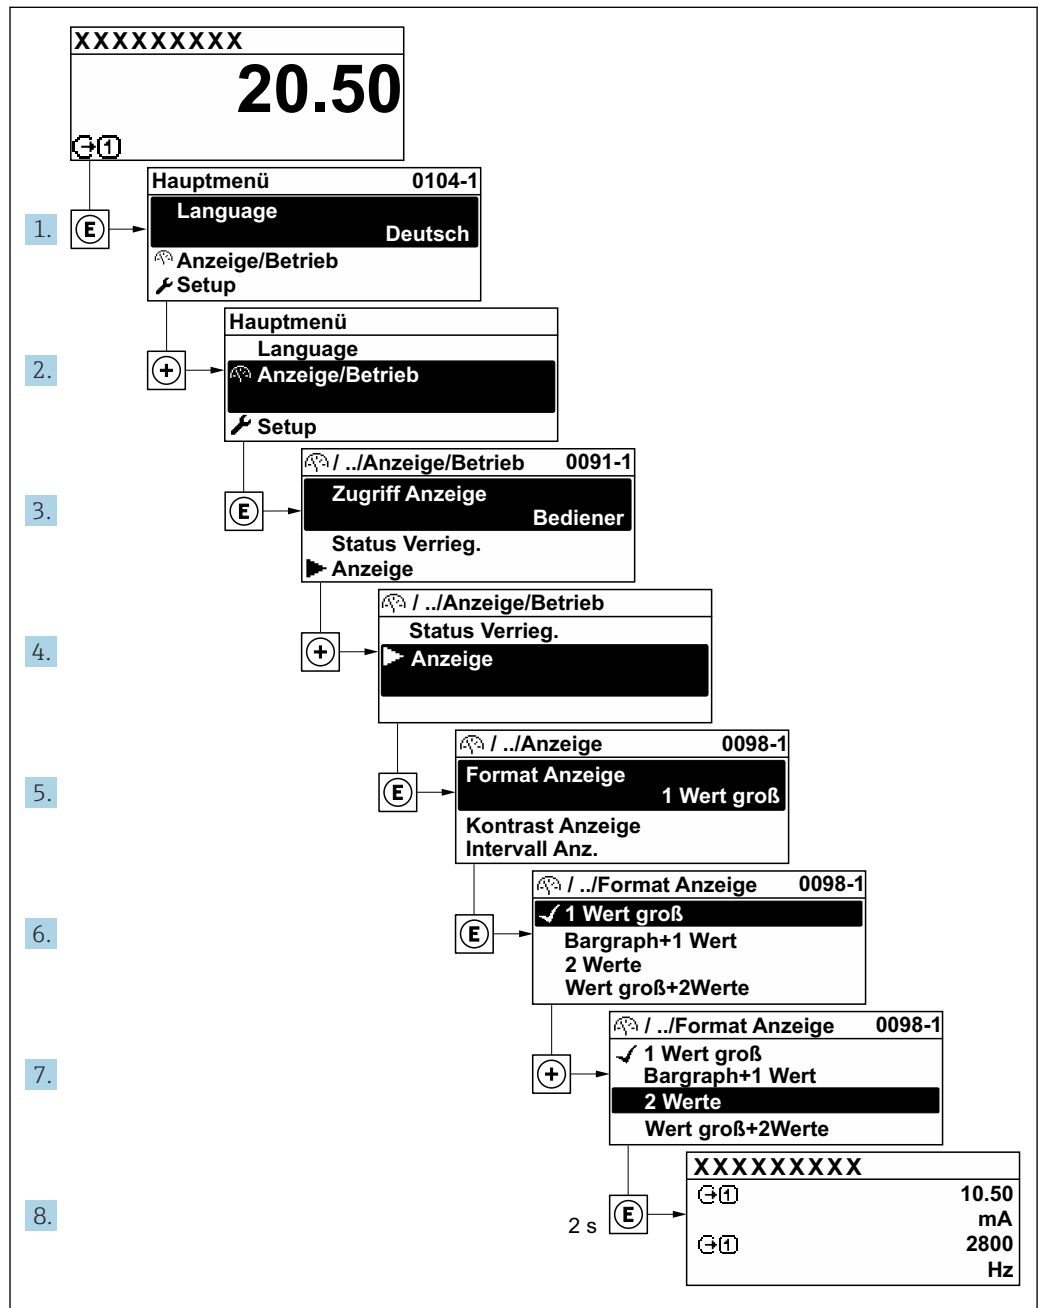 XXXXXXXXX
20.50
1
Hauptmenü 0104-1
1. E Language
Deutsch
Anzeige/Betrieb
Setup
Hauptmenü
Language
2. + Anzeige/Betrieb
Setup
/ ../Anzeige/Betrieb 0091-1
3. E Zugriff Anzeige
Bediener
Status Verrieg.
Anzeige
/ ../Anzeige/Betrieb
Status Verrieg.
4. + Anzeige
/ ../Anzeige 0098-1
5. E Format Anzeige
1 Wert groß
Kontrast Anzeige
Intervall Anz.
/ ../Format Anzeige 0098-1
6. E 1 Wert groß
Bargraph+1 Wert
2 Werte
Wert groß+2Werte
/ ../Format Anzeige 0098-1
7. + 1 Wert groß
Bargraph+1 Wert
2 Werte
Wert groß+2Werte
XXXXXXXXX
1 10.50
8. 2 s E mA
1 2800
Hz